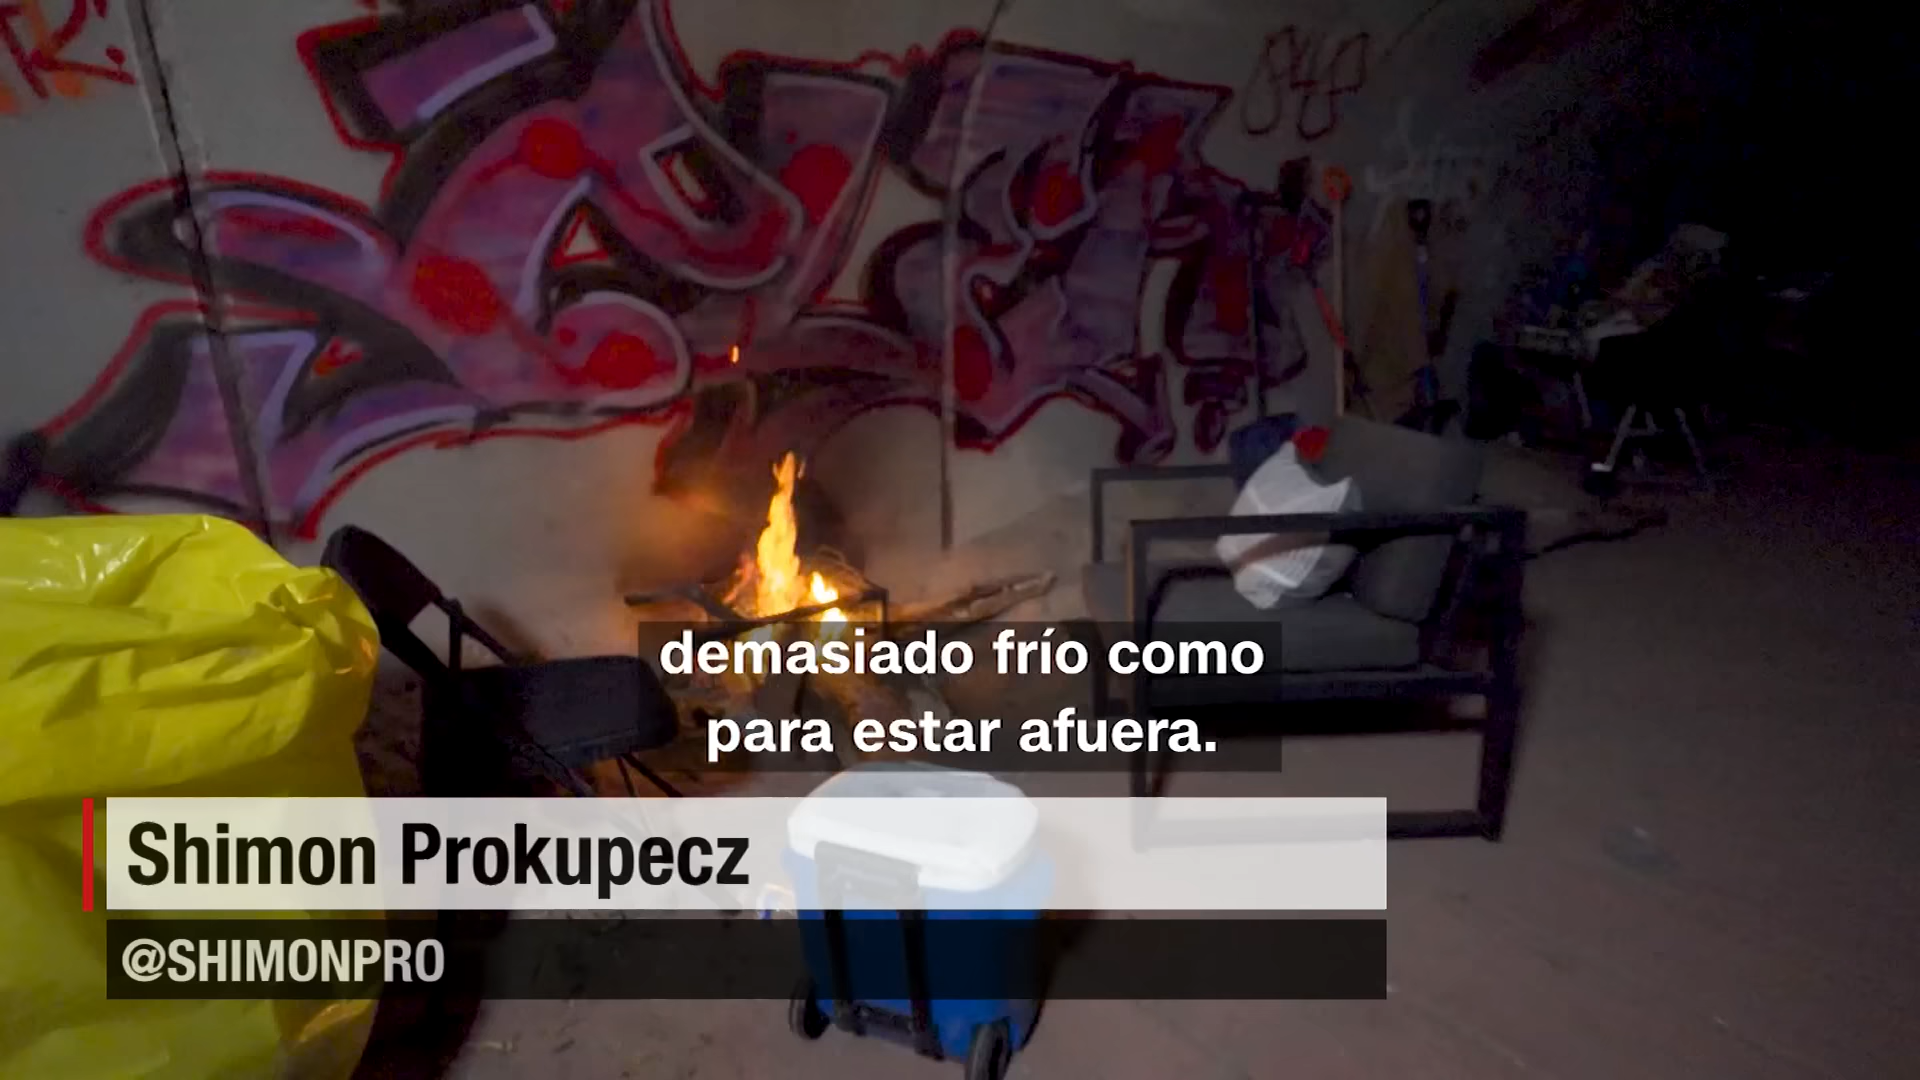 demasiado frío como
para estar afuera.
Shimon Prokupecz
@SHIMONPRO